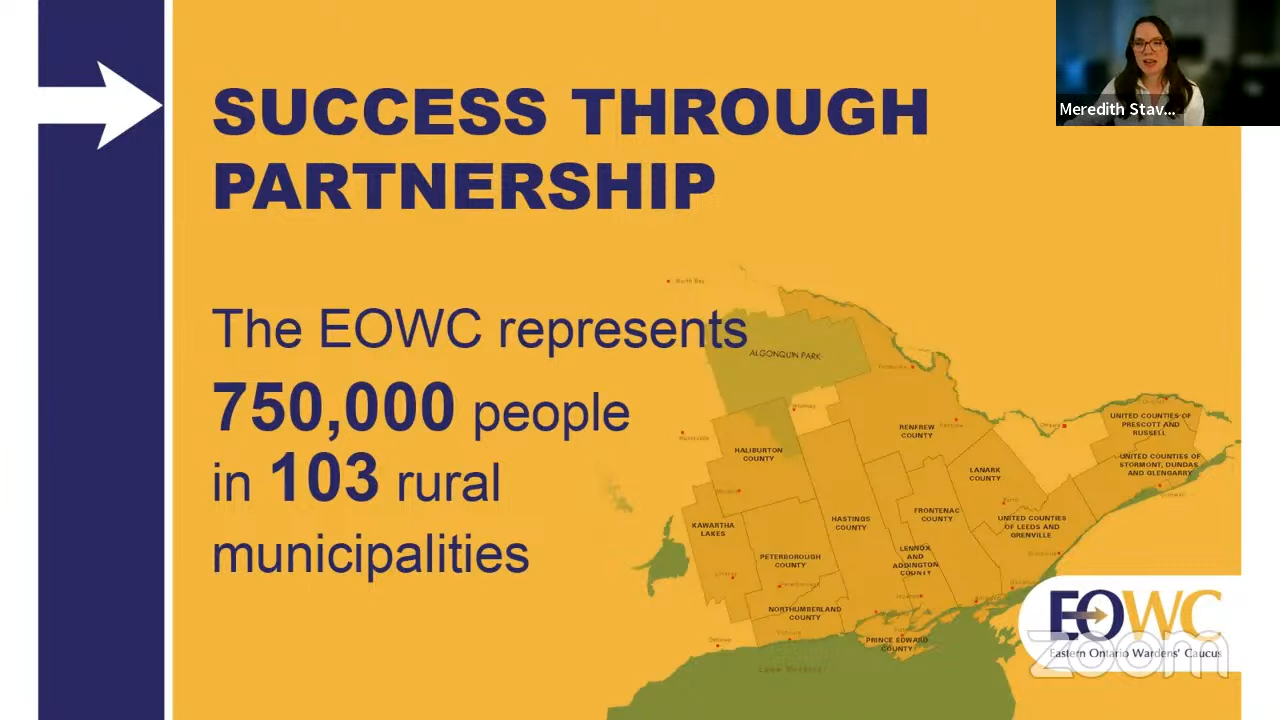 SUCCESS THROUGH
PARTNERSHIP
Meredith Stav...
The EOWC represents
750,000 people
in 103 rural
municipalities
North Bay
ALGONQUIN PARK
RENFREW
COUNTY
UNITED COUNTIES OF
PRESCOTT AND
RUSSELL
HALIBURTON
COUNTY
UNITED COUNTIES OF
STORMONT, DUNDAS
AND GLENGARRY
LANARK
COUNTY
KAWARTHA
LAKES
HASTINGS
COUNTY
FRONTENAC
COUNTY
UNITED COUNTIES
OF LEEDS AND
GRENVILLE
PETERBOROUGH
COUNTY
LENNOX
AND
ADDINGTON
COUNTY
NORTHUMBERLAND
COUNTY
PRINCE EDWARD
COUNTY
EOWC
Eastern Ontario Wardens' Caucus
zoom